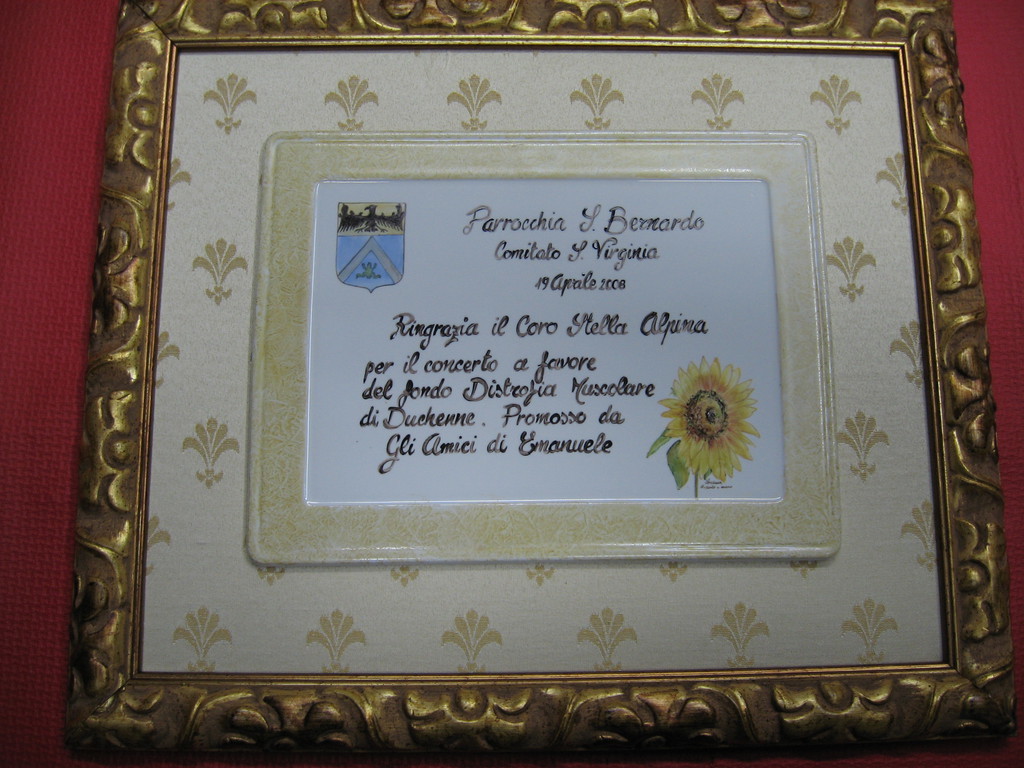 Parrocchia S. Bernardo
Comitato S. Virginia
19 Aprile 2008
Ringrazia il Coro Stella Alpina
per il concerto a favore
del fondo Distrofia Muscolare
di Duchenne. Promosso da
Gli Amici di Emanuele